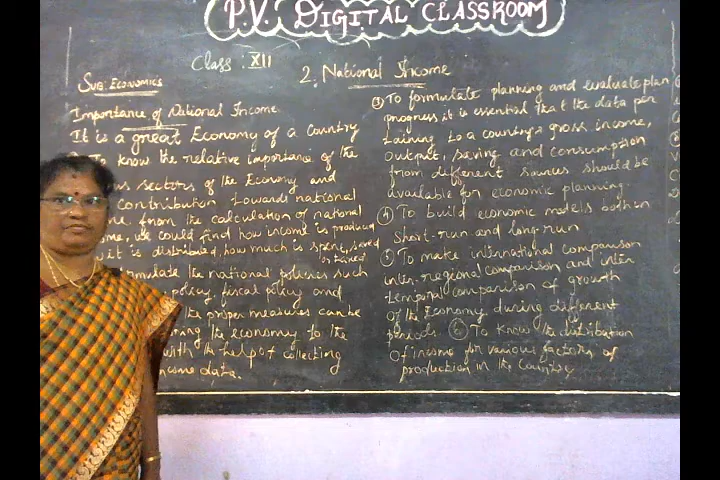 P.V. DIGITAL CLASSROOM
Class : XII
SUB: ECONOMICS
2. National Income
Importance of National Income
It is a great Economy of a Country
To know the relative importance of the
sectors of the Economy and
contribution towards national
from the calculation of national
we could find how income is produced
it is distributed, how much is spent, saved
the national policies such
policy, fiscal policy and
the proper measures can be
the economy to the
with the help of collecting
income data.
③ To formulate planning and evaluate plan
progress it is essential that the data per
taining to a country's gross income,
output, saving and consumption
from different sources should be
available for economic planning.
④ To build economic models both in
short-run and long-run
⑤ To make international comparison
inter-regional comparison and inter
temporal comparison of growth
of the Economy during different
periods ⑥ To know the distribution
of income for various factors of
production in the Country